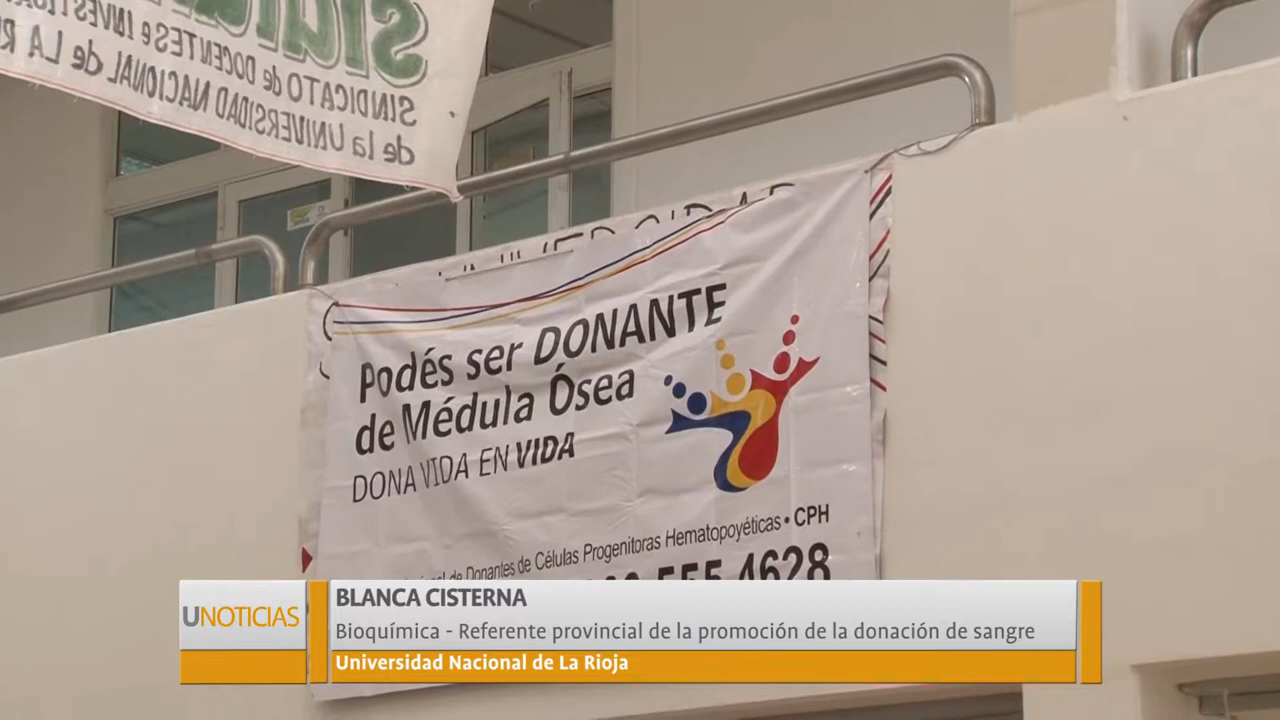 SINDICATO de DOCENTES e INVESTIGA
de la UNIVERSIDAD NACIONAL de LA R
Podés ser DONANTE
de Médula Ósea
DONA VIDA EN VIDA
de Donantes de Células Progenitoras Hematopoyéticas • CPH
555 4628
UNOTICIAS
BLANCA CISTERNA
Bioquímica - Referente provincial de la promoción de la donación de sangre
Universidad Nacional de La Rioja